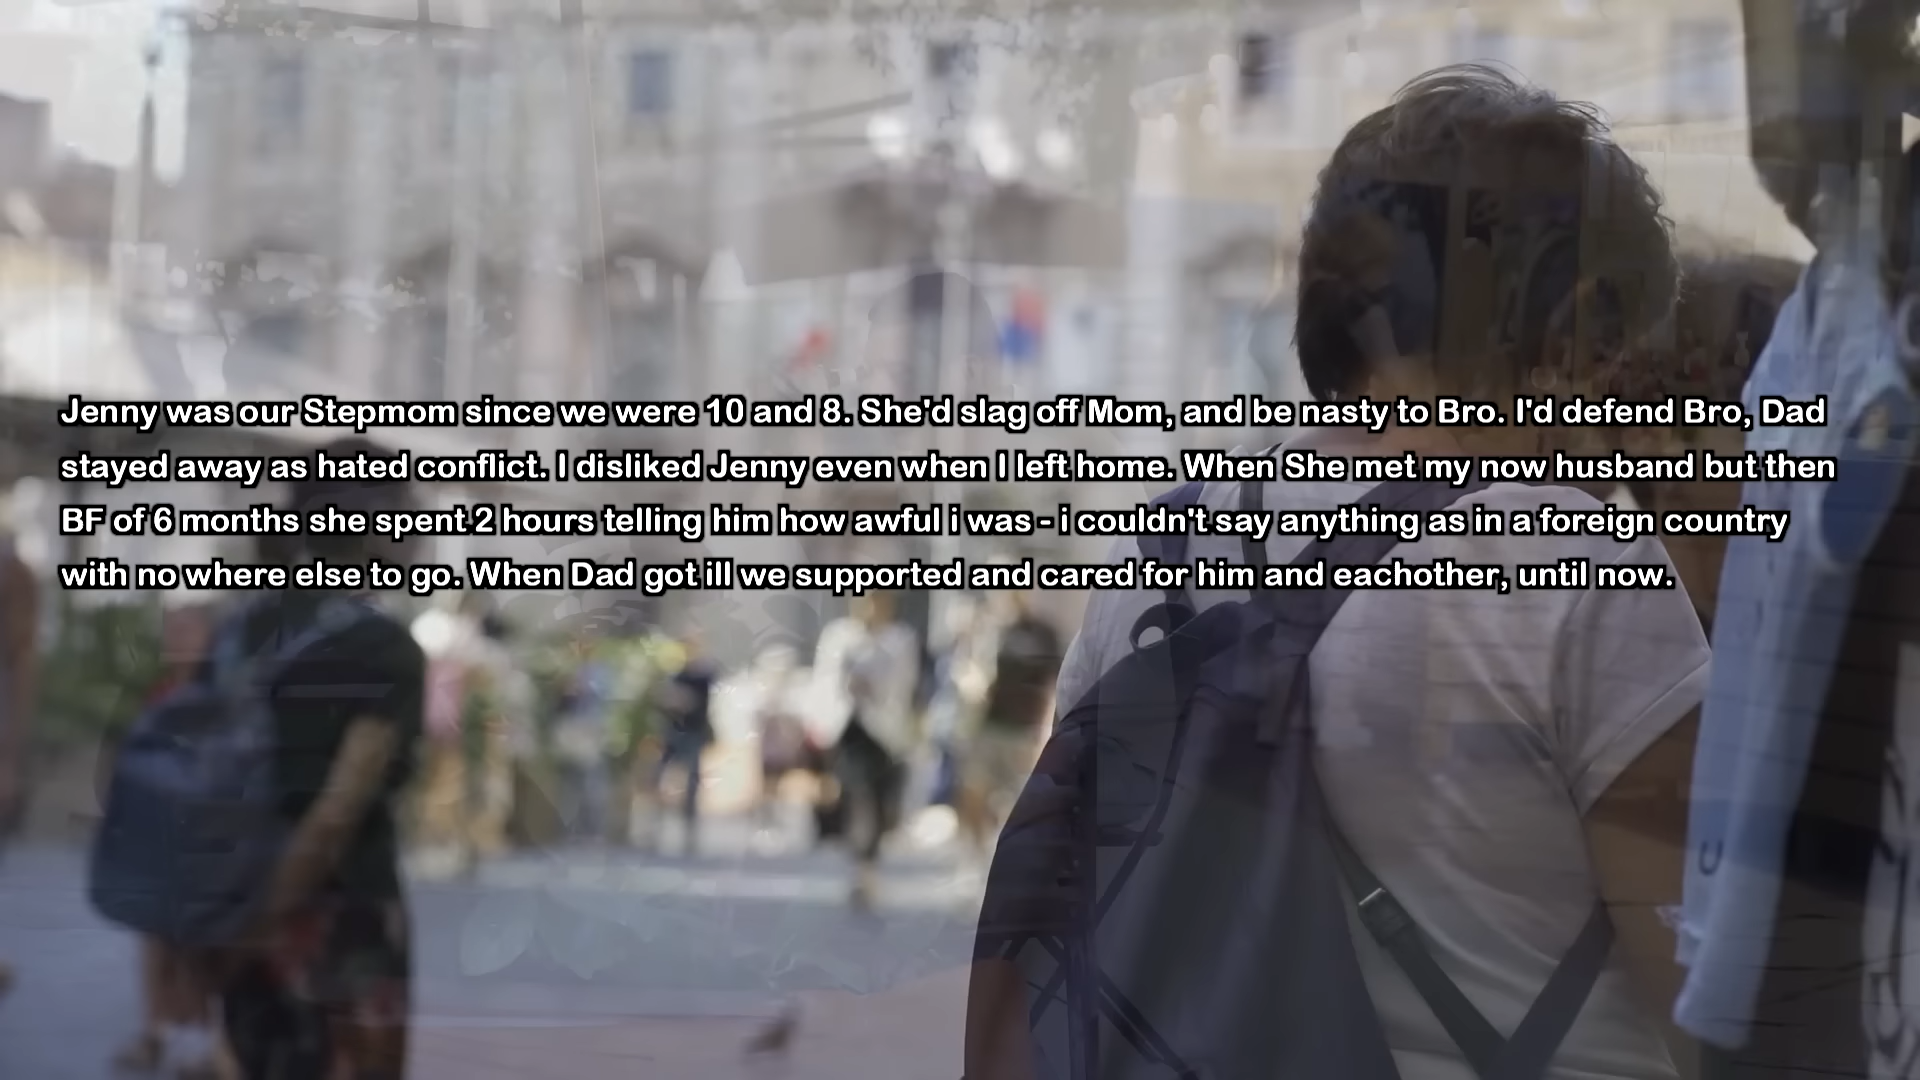 Jenny was our Stepmom since we were 10 and 8. She'd slag off Mom, and be nasty to Bro. I'd defend Bro, Dad
stayed away as hated conflict. I disliked Jenny even when I left home. When She met my now husband but then
BF of 6 months she spent 2 hours telling him how awful i was - i couldn't say anything as in a foreign country
with no where else to go. When Dad got ill we supported and cared for him and eachother, until now.